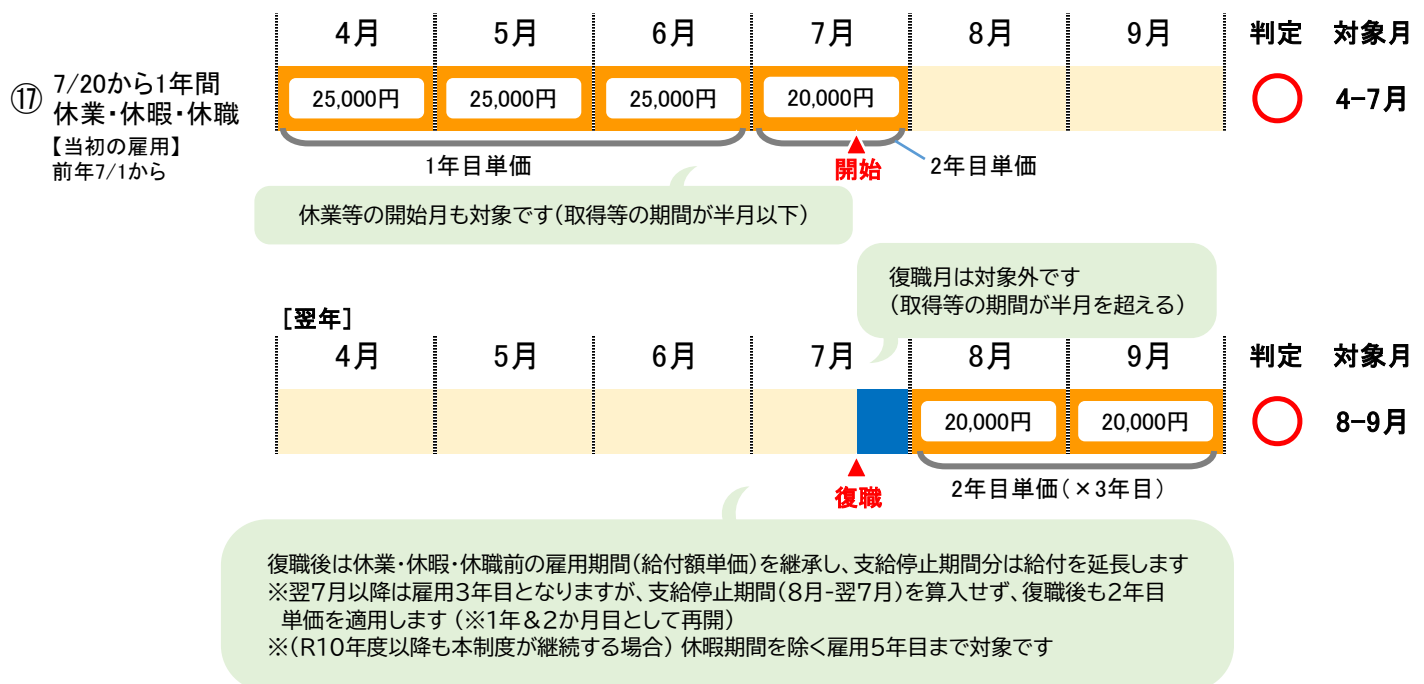 4月 5月 6月 7月 8月 9月 判定 対象月
⑰ 7/20から1年間
休業・休暇・休職
【当初の雇用】
前年7/1から
25,000円 25,000円 25,000円 20,000円 4-7月
1年目単価 開始 2年目単価
休業等の開始月も対象です(取得等の期間が半月以下)
復職月は対象外です
(取得等の期間が半月を超える)
[翌年]
4月 5月 6月 7月 8月 9月 判定 対象月
20,000円 20,000円 8-9月
復職 2年目単価(×3年目)
復職後は休業・休暇・休職前の雇用期間(給付額単価)を継承し、支給停止期間分は給付を延長します
※翌7月以降は雇用3年目となりますが、支給停止期間(8月-翌7月)を算入せず、復職後も2年目
単価を適用します (※1年&2か月目として再開)
※(R10年度以降も本制度が継続する場合) 休暇期間を除く雇用5年目まで対象です